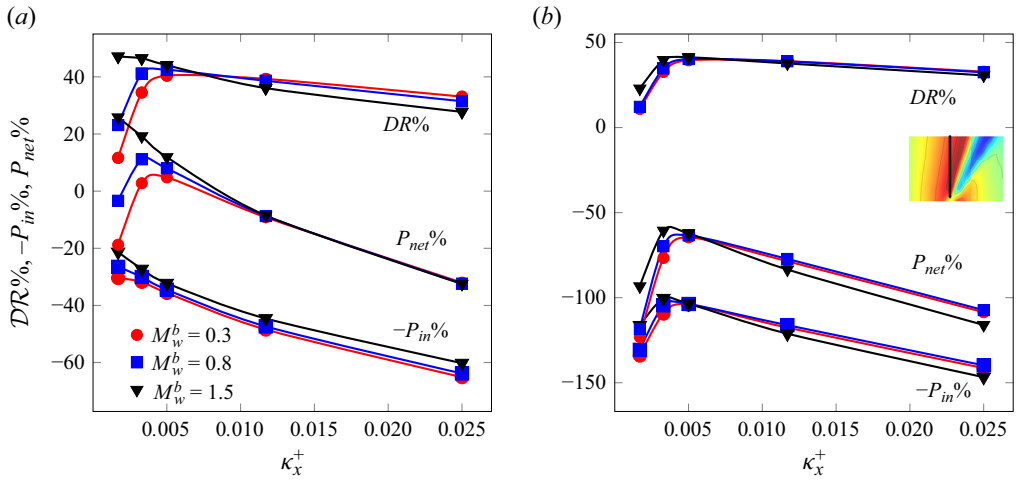 (a)
(b)
DR%, −P_in%, P_net%
40
20
0
−20
−40
−60
DR%
P_net%
−P_in%
M_w^b = 0.3
M_w^b = 0.8
M_w^b = 1.5
0.005 0.010 0.015 0.020 0.025
κ_x^+
50
0
−50
−100
−150
DR%
P_net%
−P_in%
0.005 0.010 0.015 0.020 0.025
κ_x^+